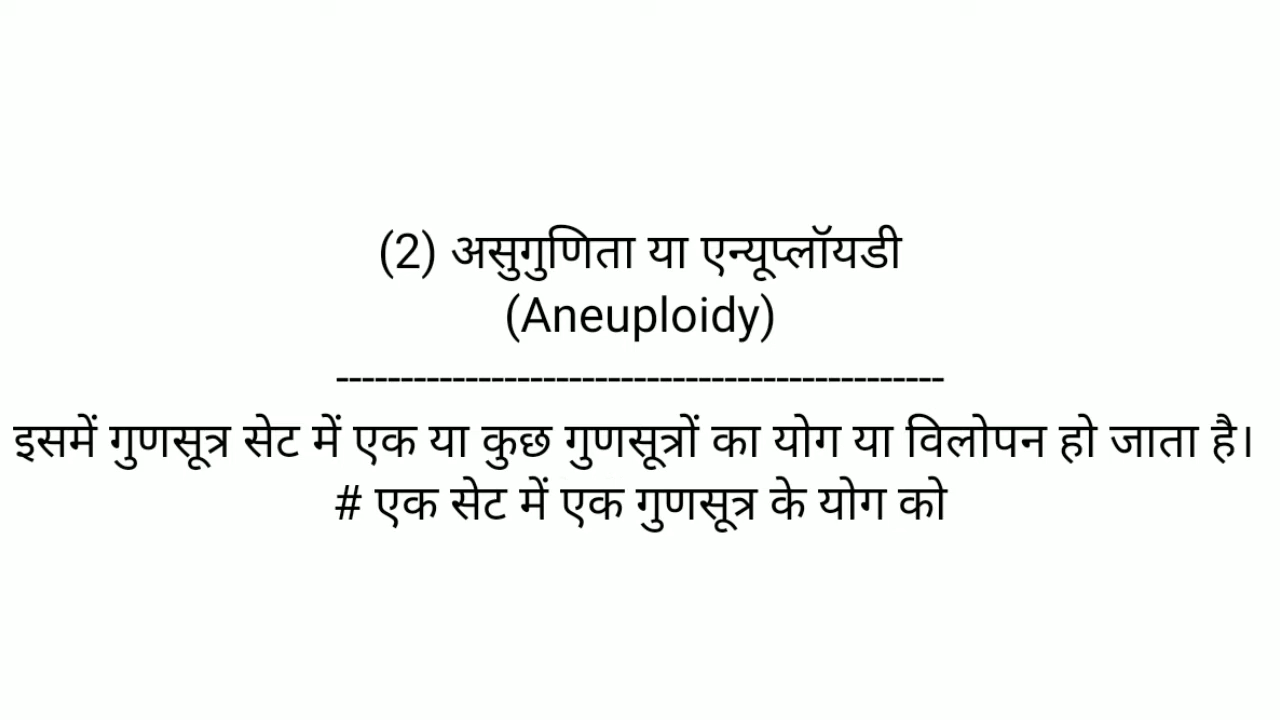 (2) असुगुणिता या एन्यूप्लॉयडी
(Aneuploidy)
-----------------------------------------------
इसमें गुणसूत्र सेट में एक या कुछ गुणसूत्रों का योग या विलोपन हो जाता है।
# एक सेट में एक गुणसूत्र के योग को